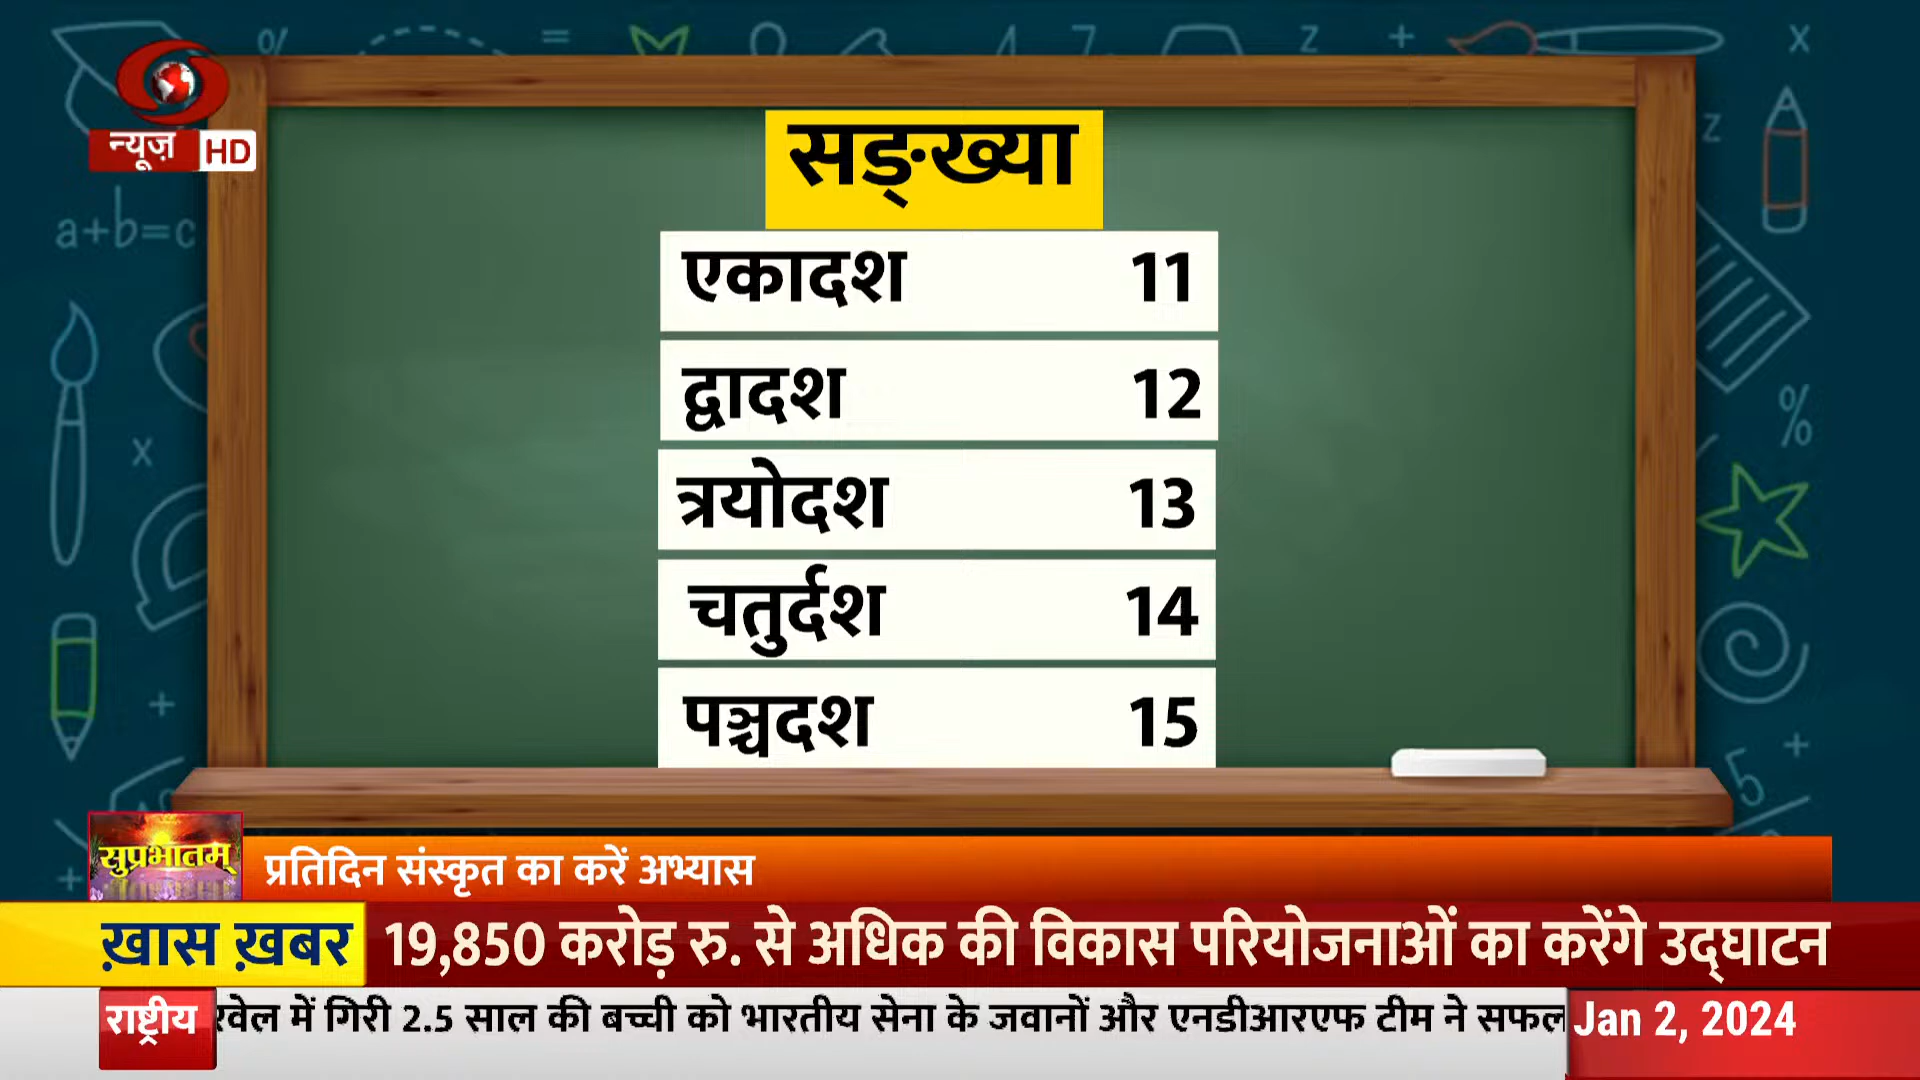 न्यूज़ HD
सङ्ख्या
एकादश 11
द्वादश 12
त्रयोदश 13
चतुर्दश 14
पञ्चदश 15
सुप्रभातम्
प्रतिदिन संस्कृत का करें अभ्यास
ख़ास ख़बर 19,850 करोड़ रु. से अधिक की विकास परियोजनाओं का करेंगे उद्घाटन
राष्ट्रीय रवेल में गिरी 2.5 साल की बच्ची को भारतीय सेना के जवानों और एनडीआरएफ टीम ने सफल Jan 2, 2024
a+b=c